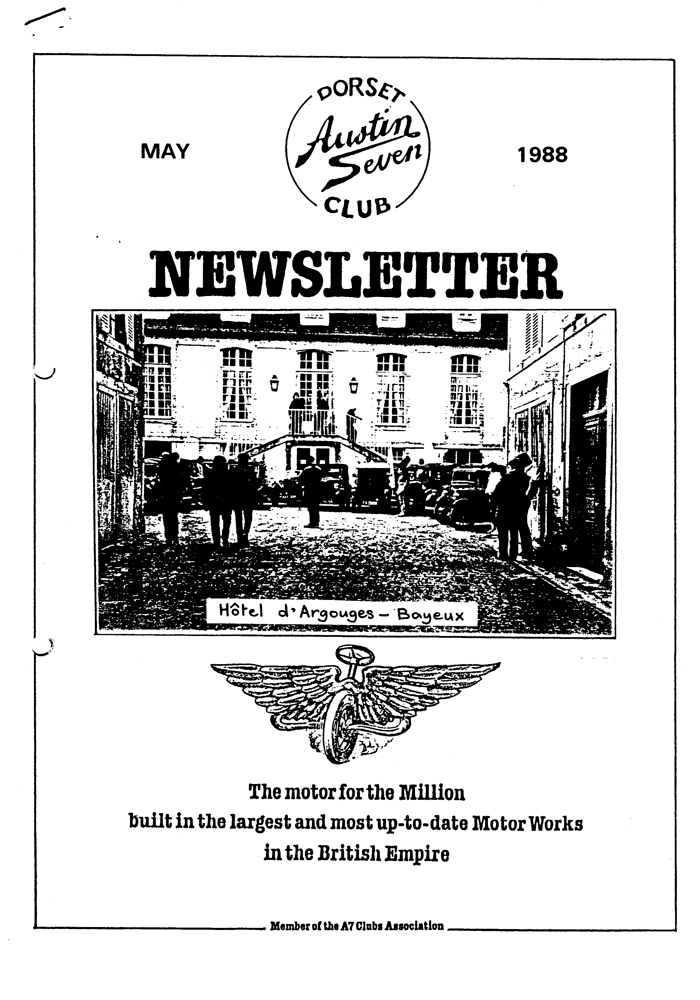 DORSET
Austin
MAY
1988
Seven
CLUB
NEWSLETTER
Hôtel d'Argouges – Bayeux
The motor for the Million
built in the largest and most up-to-date Motor Works
in the British Empire
Member of the A7 Clubs Association